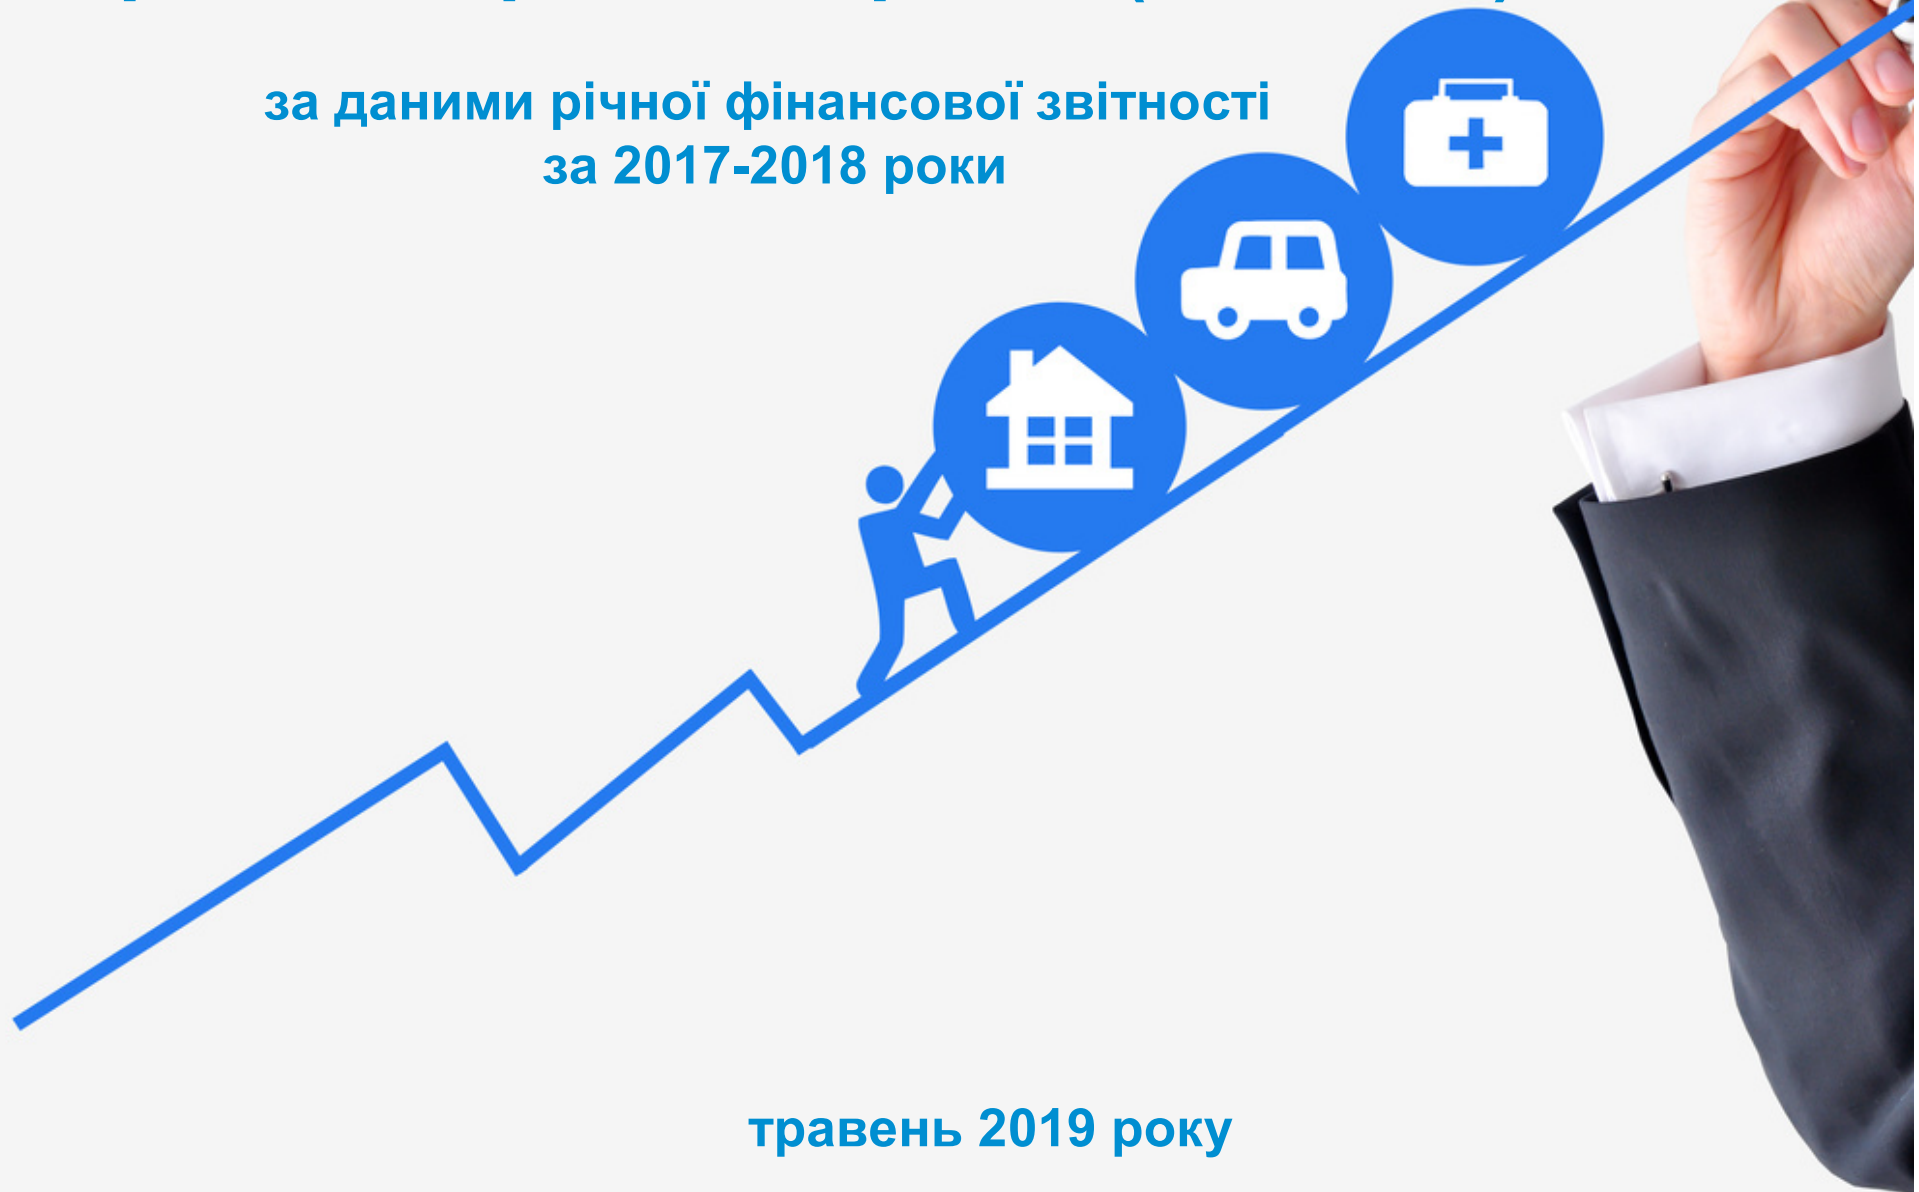 за даними річної фінансової звітності
за 2017-2018 роки
травень 2019 року